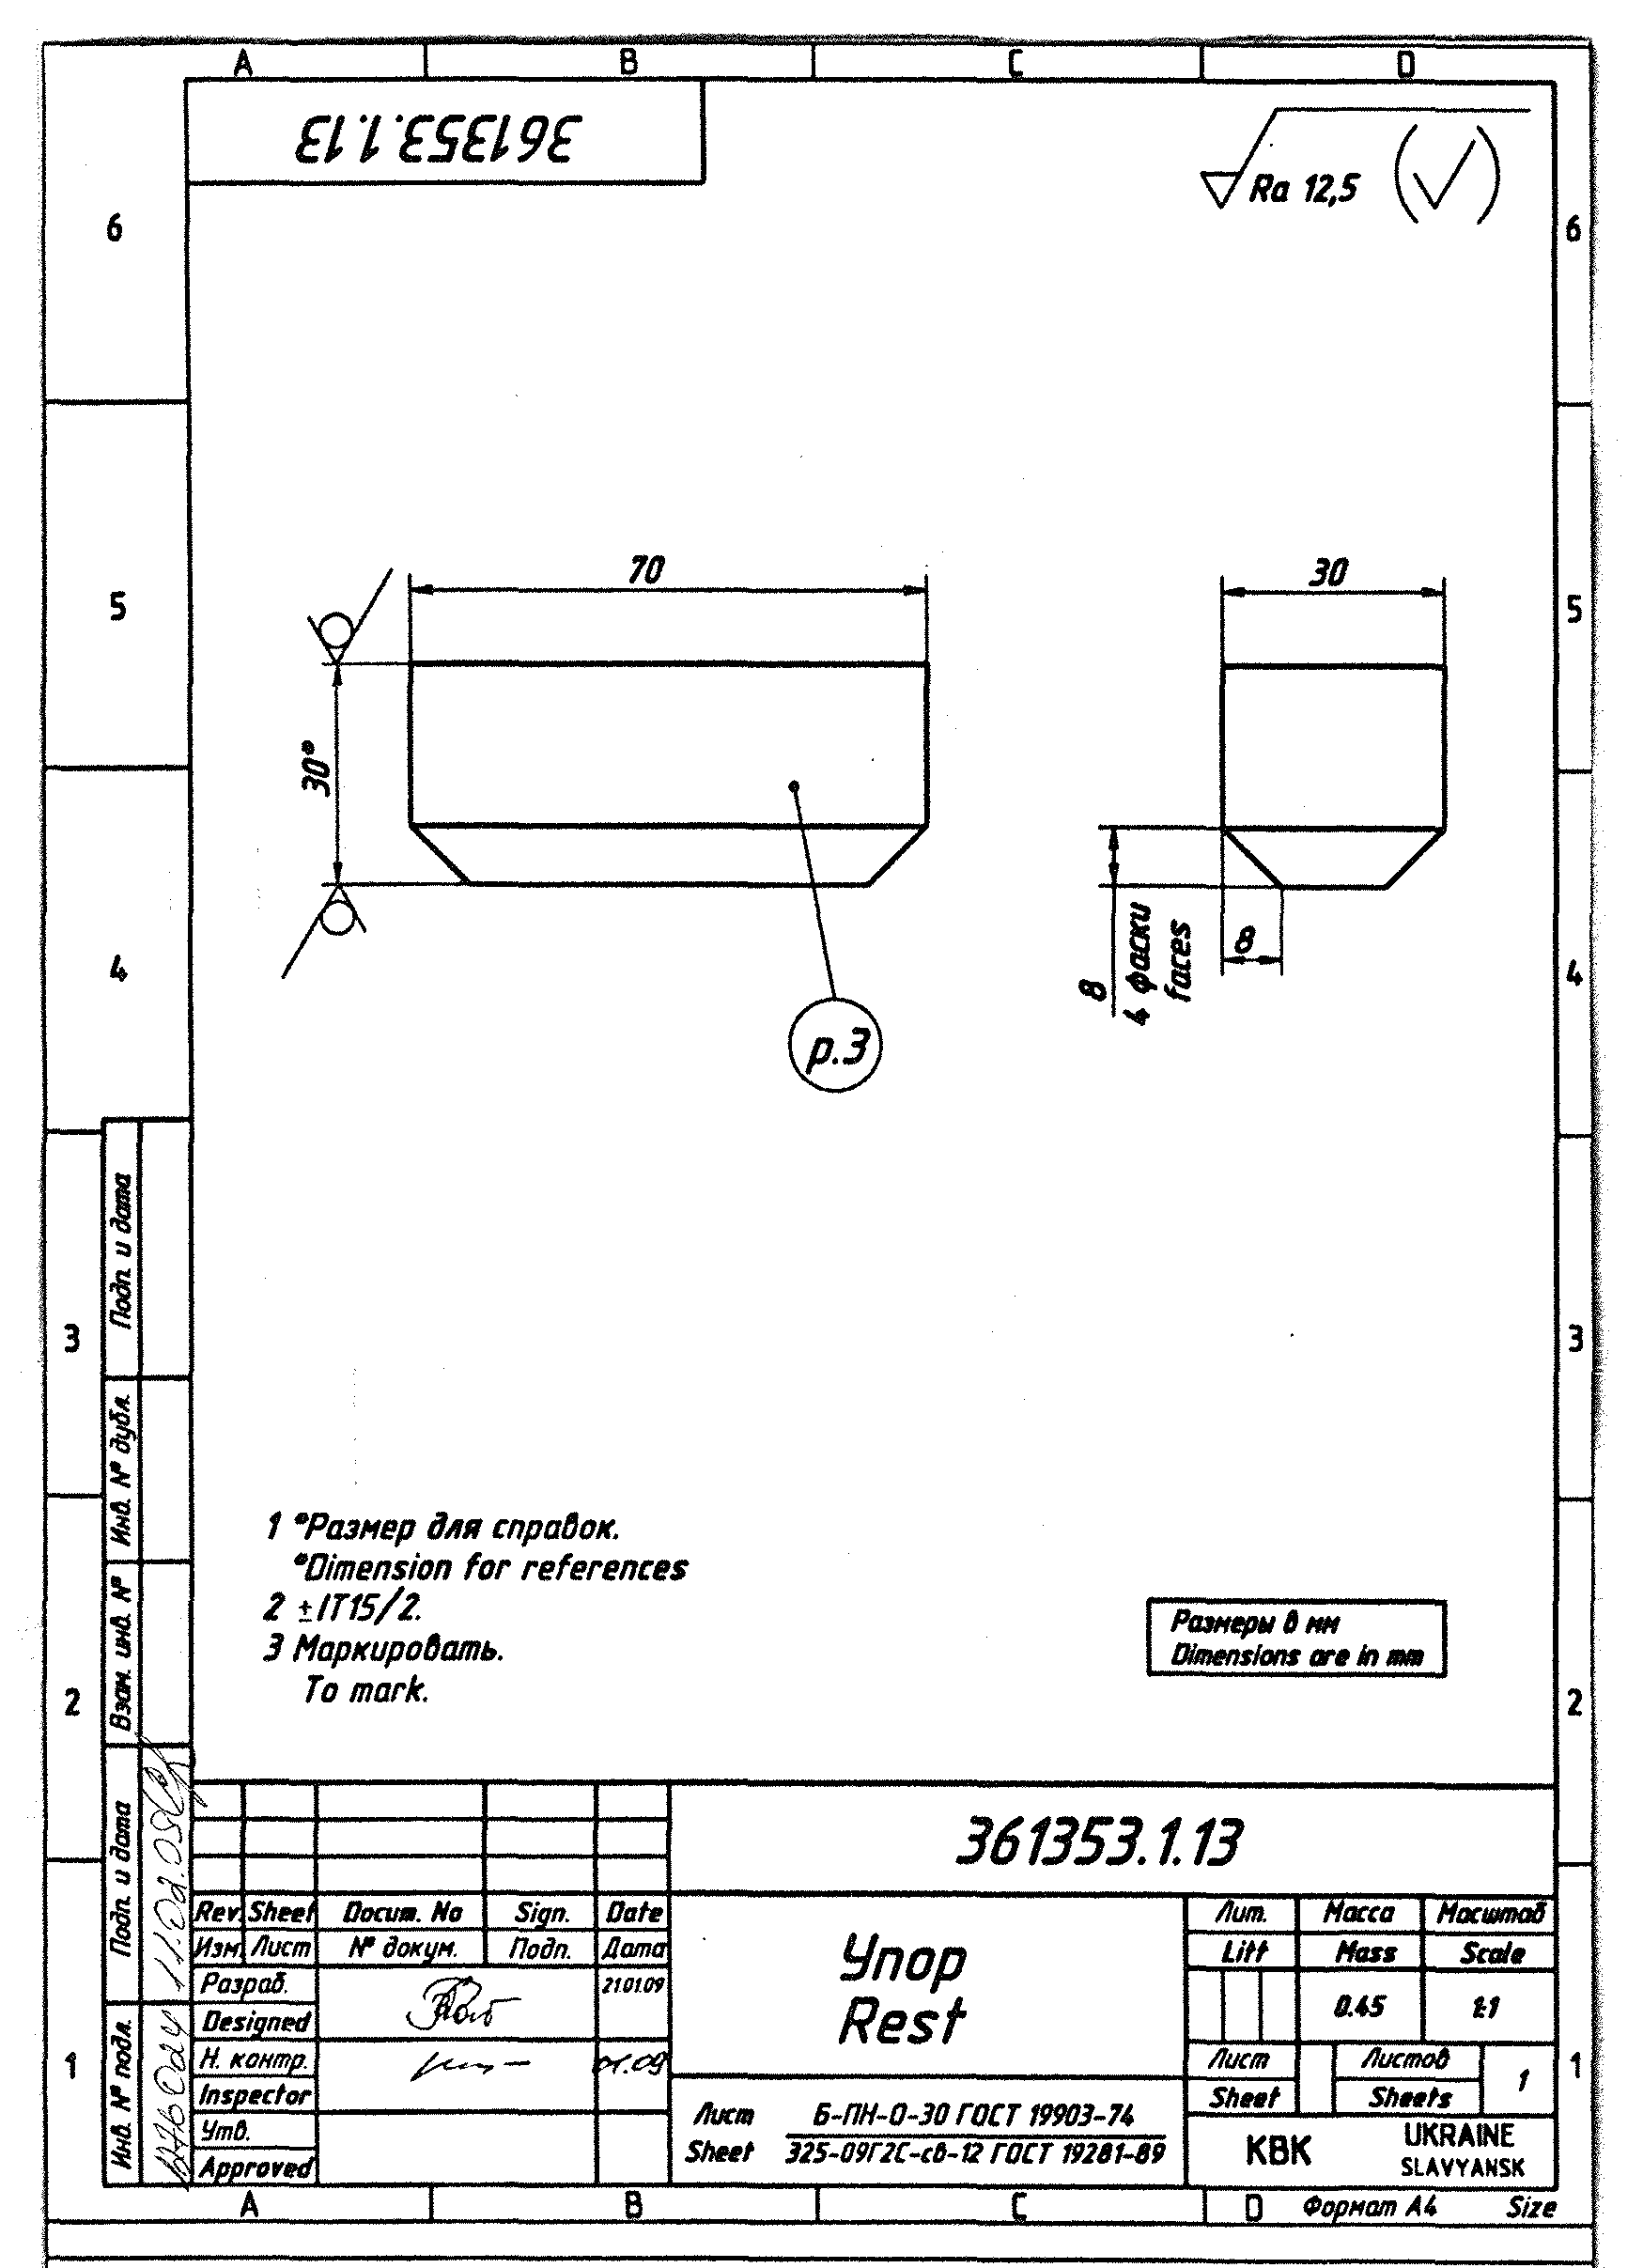 A B C D
361353.1.13
Ra 12,5
6 6
70
30
5 5
30*
8
4 фаски
faces
8
4 4
p.3
Подп. и дата
3 3
Инв. № дубл.
1 *Размер для справок.
*Dimension for references
2 ±IT15/2.
3 Маркировать.
To mark.
Размеры в мм
Dimensions are in mm
Взам. инв. №
2 2
Подп. и дата
361353.1.13
Rev. Sheet Docum. No Sign. Date
Изм. Лист № докум. Подп. Дата
Разраб. 21.01.09
Designed
Н. контр. 01.09
Inspector
Утв.
Approved
Упор
Rest
Лит. Масса Масштаб
Litt Mass Scale
0.45 1:1
Лист Листов
Sheet Sheets 1
Лист Б-ПН-О-30 ГОСТ 19903-74
Sheet 325-09Г2С-св-12 ГОСТ 19281-89
КВК UKRAINE
SLAVYANSK
Инв. № подл.
1 1
A B C D Формат А4 Size